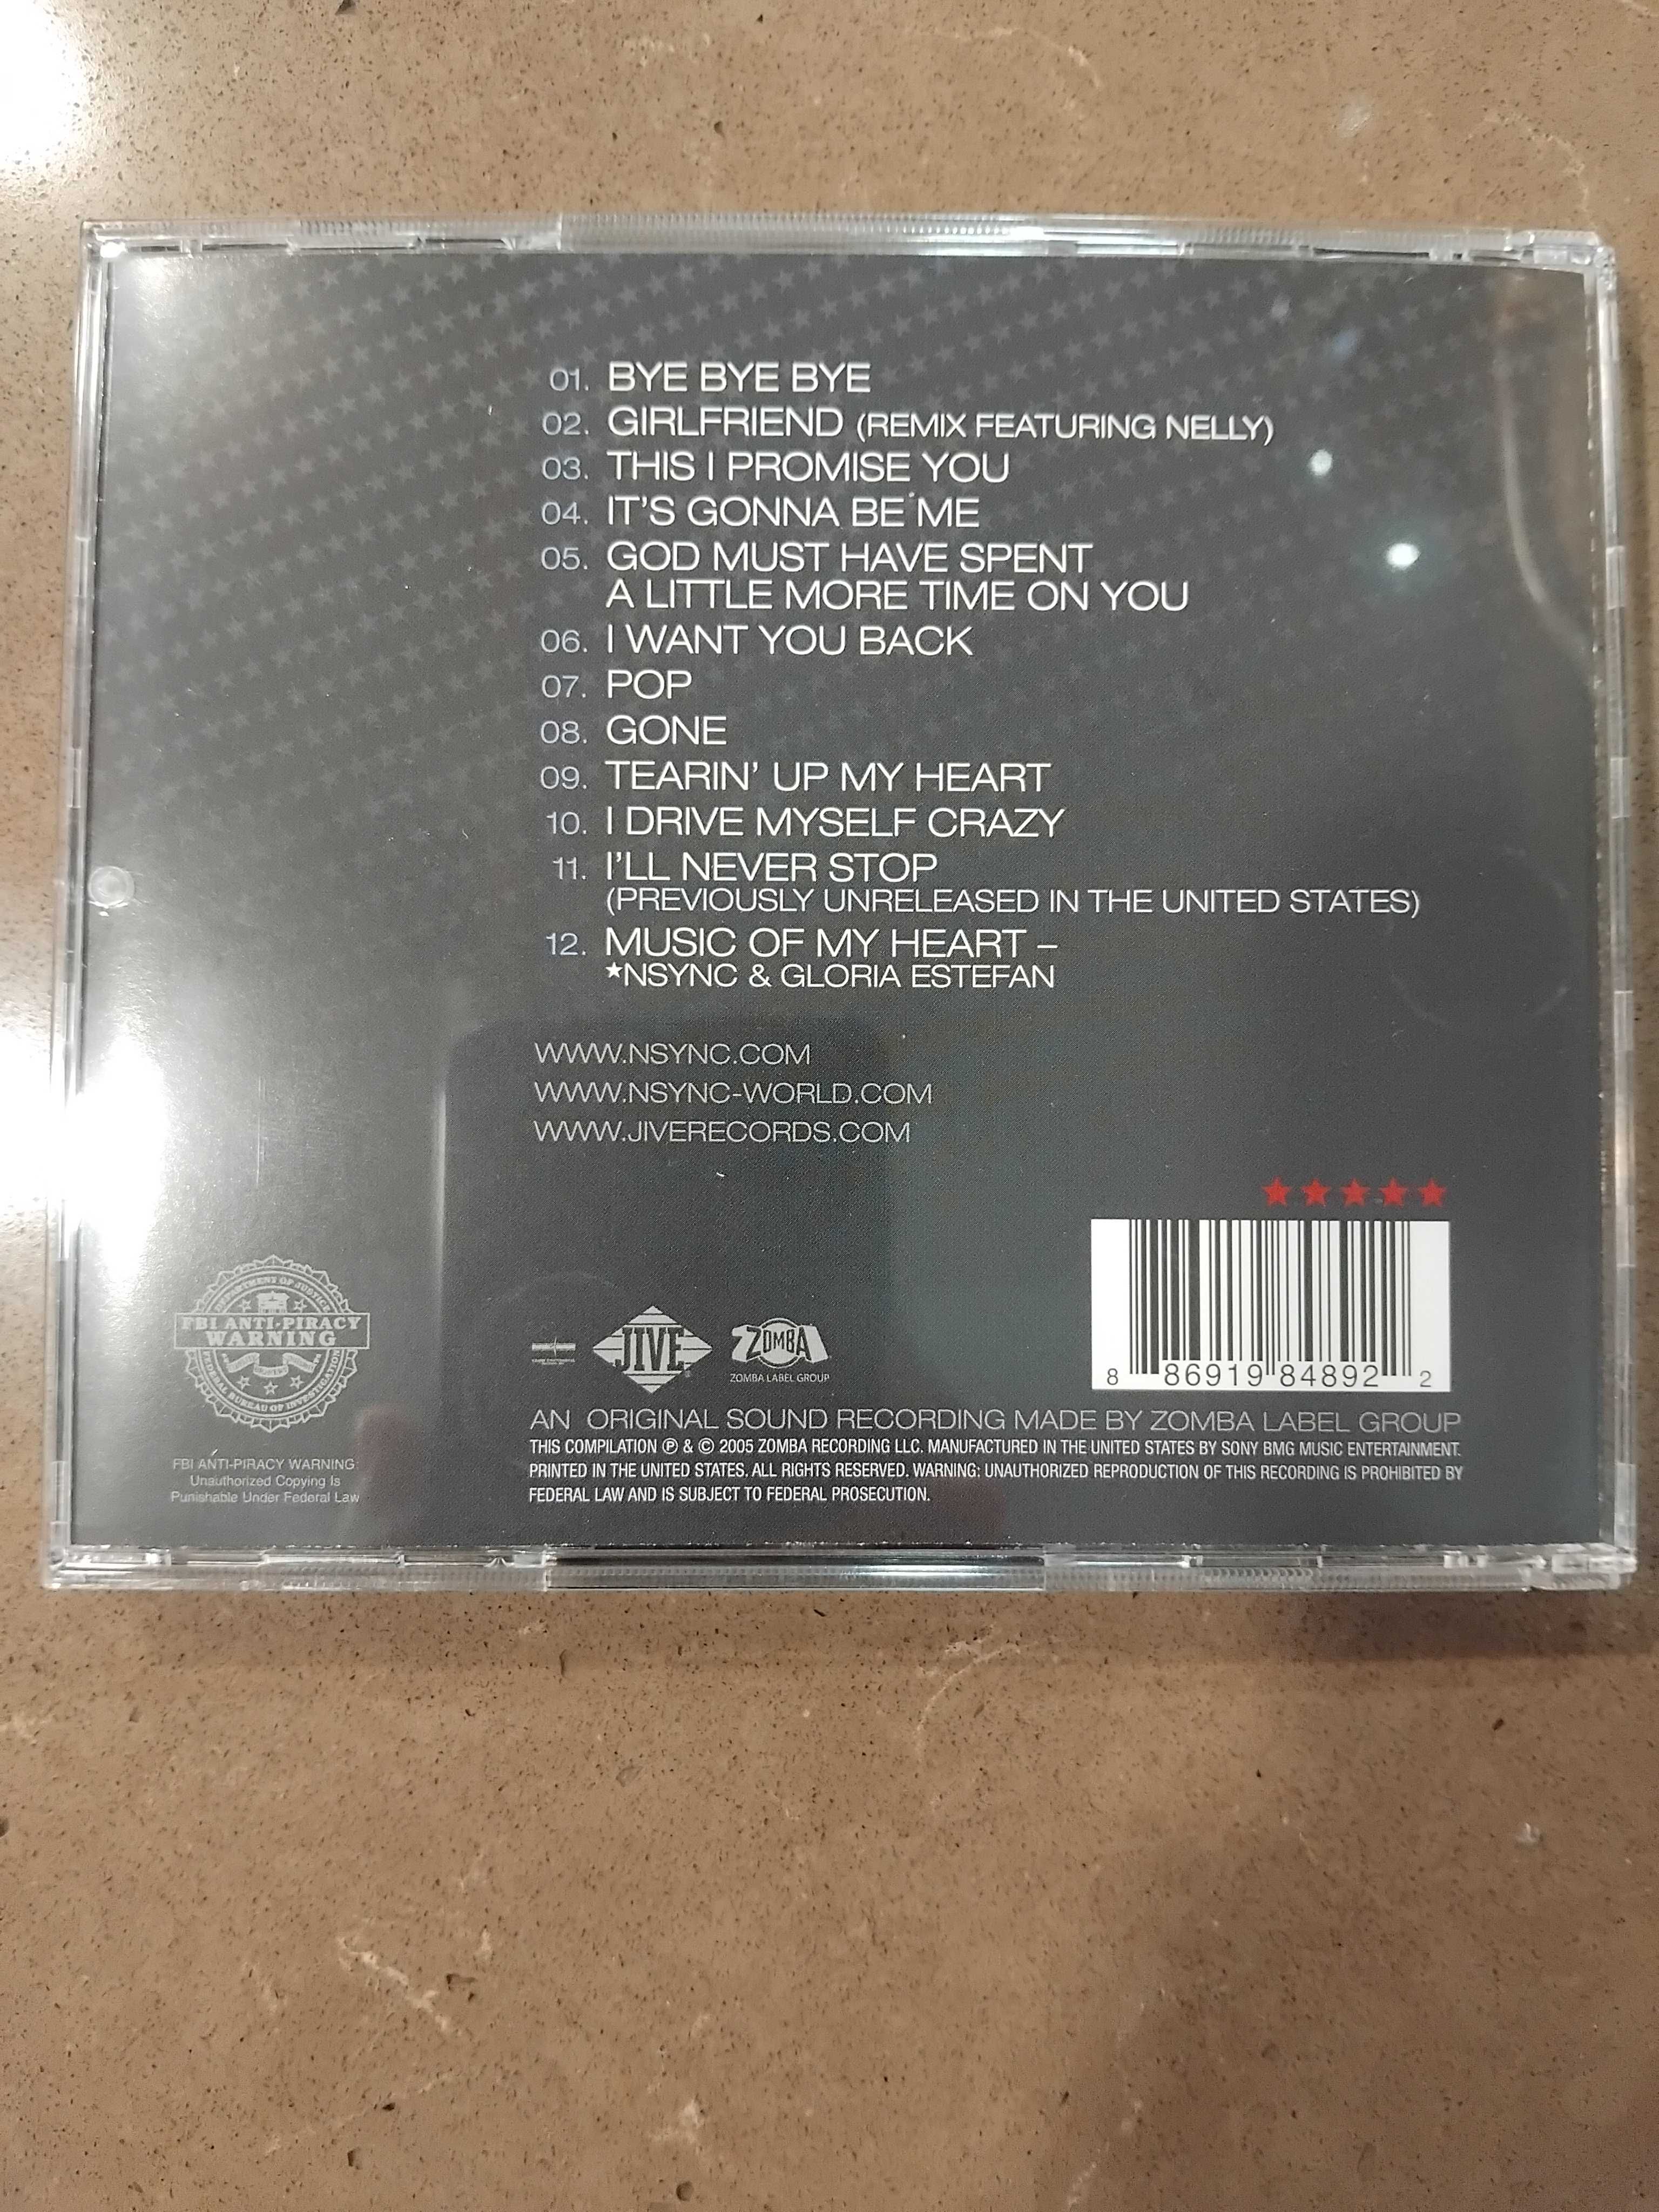 01. BYE BYE BYE
02. GIRLFRIEND (REMIX FEATURING NELLY)
03. THIS I PROMISE YOU
04. IT'S GONNA BE ME
05. GOD MUST HAVE SPENT
A LITTLE MORE TIME ON YOU
06. I WANT YOU BACK
07. POP
08. GONE
09. TEARIN' UP MY HEART
10. I DRIVE MYSELF CRAZY
11. I'LL NEVER STOP
(PREVIOUSLY UNRELEASED IN THE UNITED STATES)
12. MUSIC OF MY HEART –
★NSYNC & GLORIA ESTEFAN
WWW.NSYNC.COM
WWW.NSYNC-WORLD.COM
WWW.JIVERECORDS.COM
DEPARTMENT OF JUSTICE
FBI ANTI-PIRACY
WARNING
FEDERAL BUREAU OF INVESTIGATION
FBI ANTI-PIRACY WARNING:
Unauthorized Copying Is
Punishable Under Federal Law
JIVE
ZOMBA
ZOMBA LABEL GROUP
8 86919 84892 2
AN ORIGINAL SOUND RECORDING MADE BY ZOMBA LABEL GROUP
THIS COMPILATION ℗ & © 2005 ZOMBA RECORDING LLC. MANUFACTURED IN THE UNITED STATES BY SONY BMG MUSIC ENTERTAINMENT.
PRINTED IN THE UNITED STATES. ALL RIGHTS RESERVED. WARNING: UNAUTHORIZED REPRODUCTION OF THIS RECORDING IS PROHIBITED BY
FEDERAL LAW AND IS SUBJECT TO FEDERAL PROSECUTION.